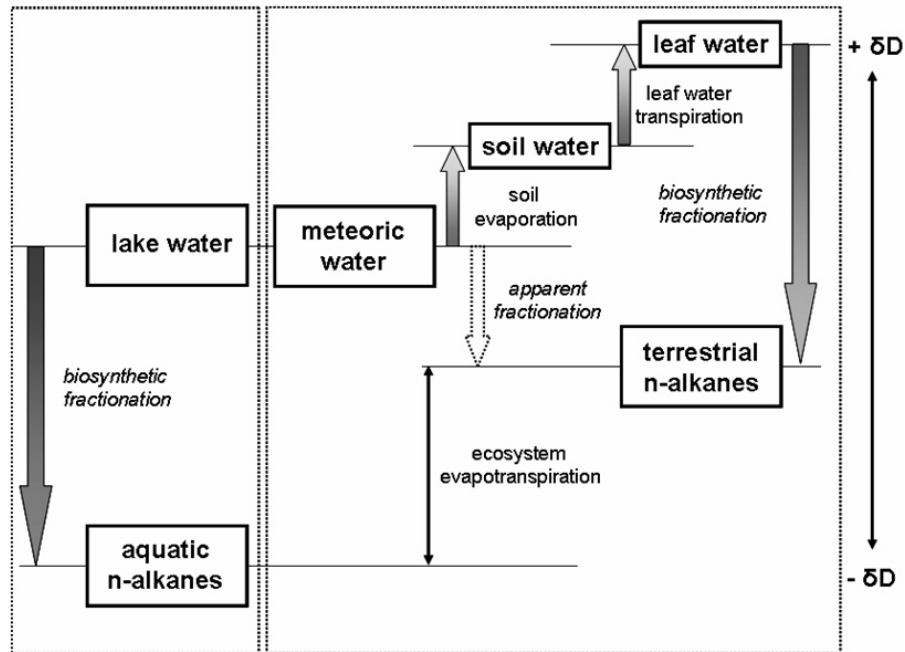 leaf water
+ δD
leaf water
transpiration
soil water
soil
evaporation
biosynthetic
fractionation
lake water
meteoric
water
apparent
fractionation
terrestrial
n-alkanes
biosynthetic
fractionation
ecosystem
evapotranspiration
aquatic
n-alkanes
- δD